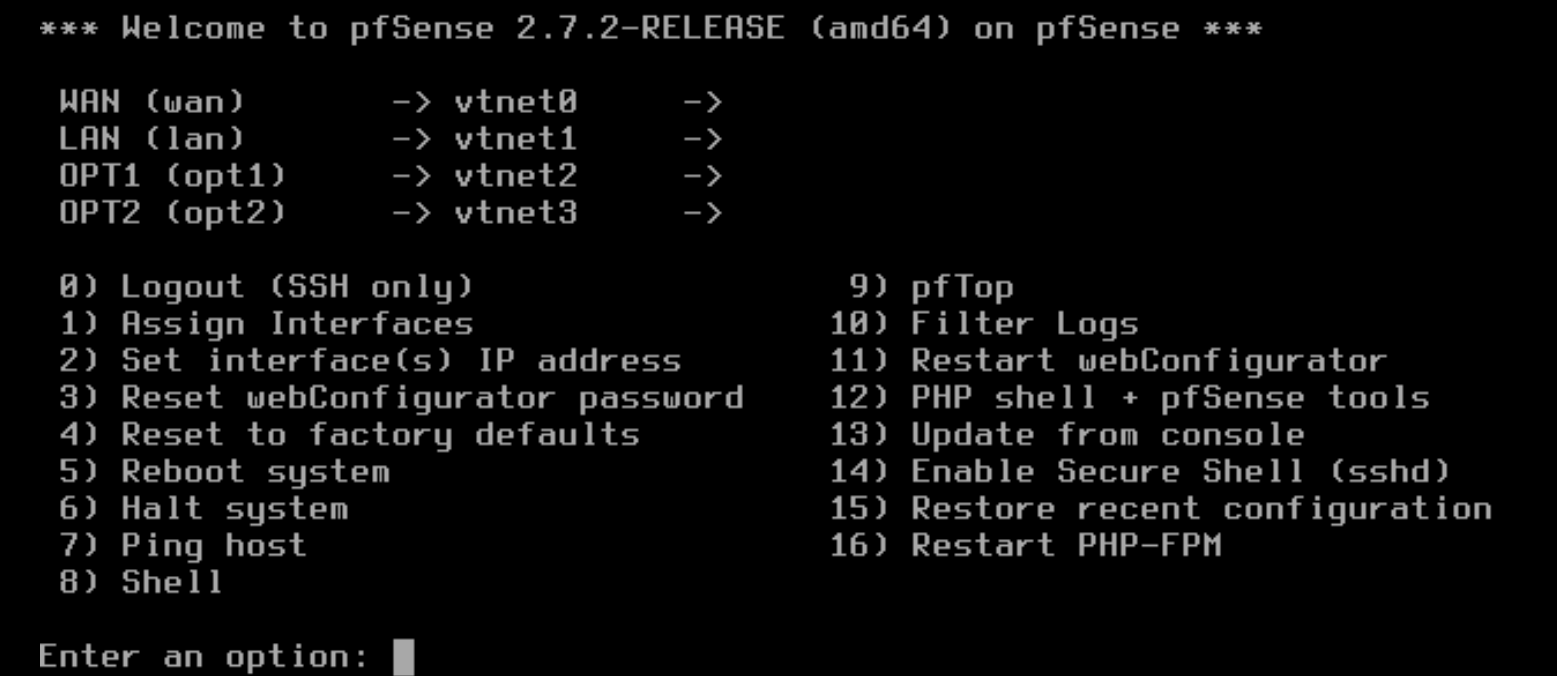 *** Welcome to pfSense 2.7.2-RELEASE (amd64) on pfSense ***
WAN (wan) -> vtnet0 ->
LAN (lan) -> vtnet1 ->
OPT1 (opt1) -> vtnet2 ->
OPT2 (opt2) -> vtnet3 ->
0) Logout (SSH only) 9) pfTop
1) Assign Interfaces 10) Filter Logs
2) Set interface(s) IP address 11) Restart webConfigurator
3) Reset webConfigurator password 12) PHP shell + pfSense tools
4) Reset to factory defaults 13) Update from console
5) Reboot system 14) Enable Secure Shell (sshd)
6) Halt system 15) Restore recent configuration
7) Ping host 16) Restart PHP-FPM
8) Shell
Enter an option: